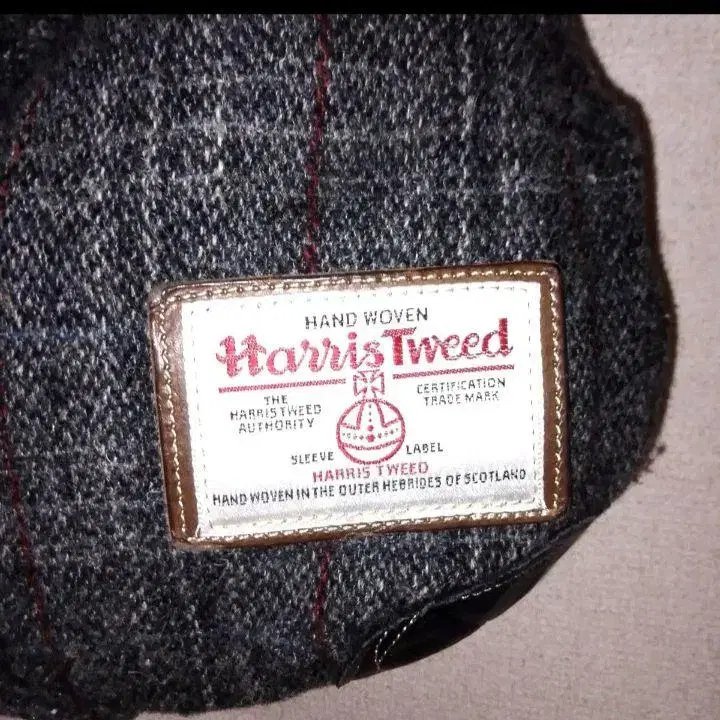 HAND WOVEN
Harris Tweed
THE HARRIS TWEED AUTHORITY
CERTIFICATION TRADE MARK
SLEEVE LABEL
HARRIS TWEED
HAND WOVEN IN THE OUTER HEBRIDES OF SCOTLAND